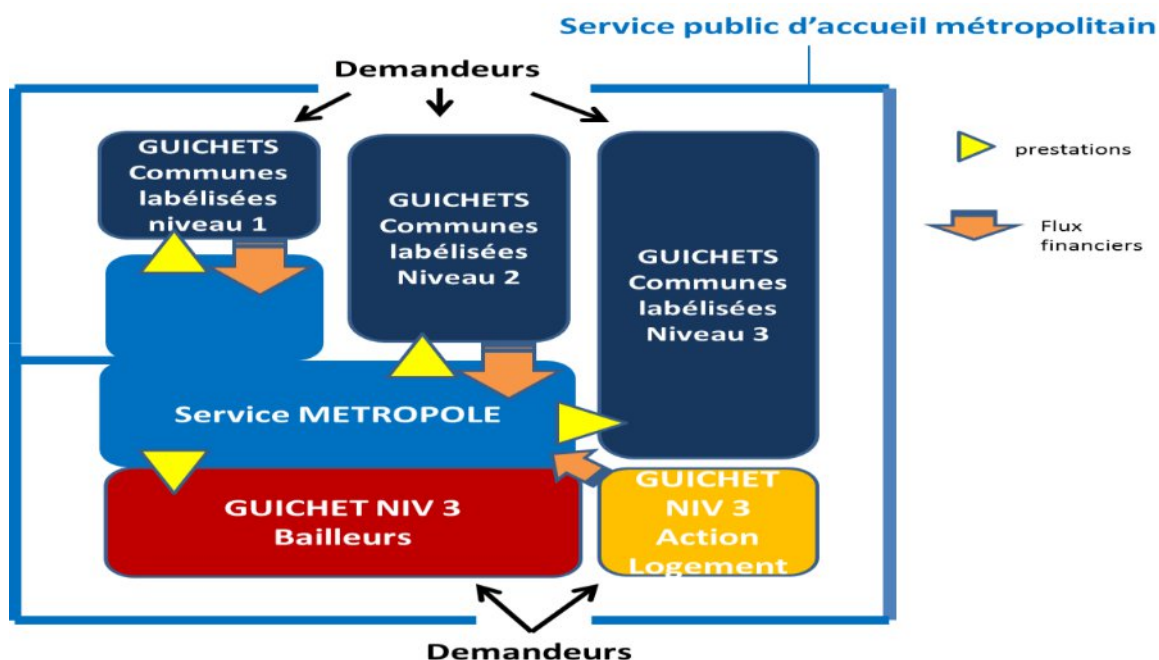 Service public d’accueil métropolitain
Demandeurs
GUICHETS
Communes
labélisées
niveau 1
GUICHETS
Communes
labélisées
Niveau 2
GUICHETS
Communes
labélisées
Niveau 3
prestations
Flux
financiers
Service METROPOLE
GUICHET NIV 3
Bailleurs
GUICHET
NIV 3
Action
Logement
Demandeurs